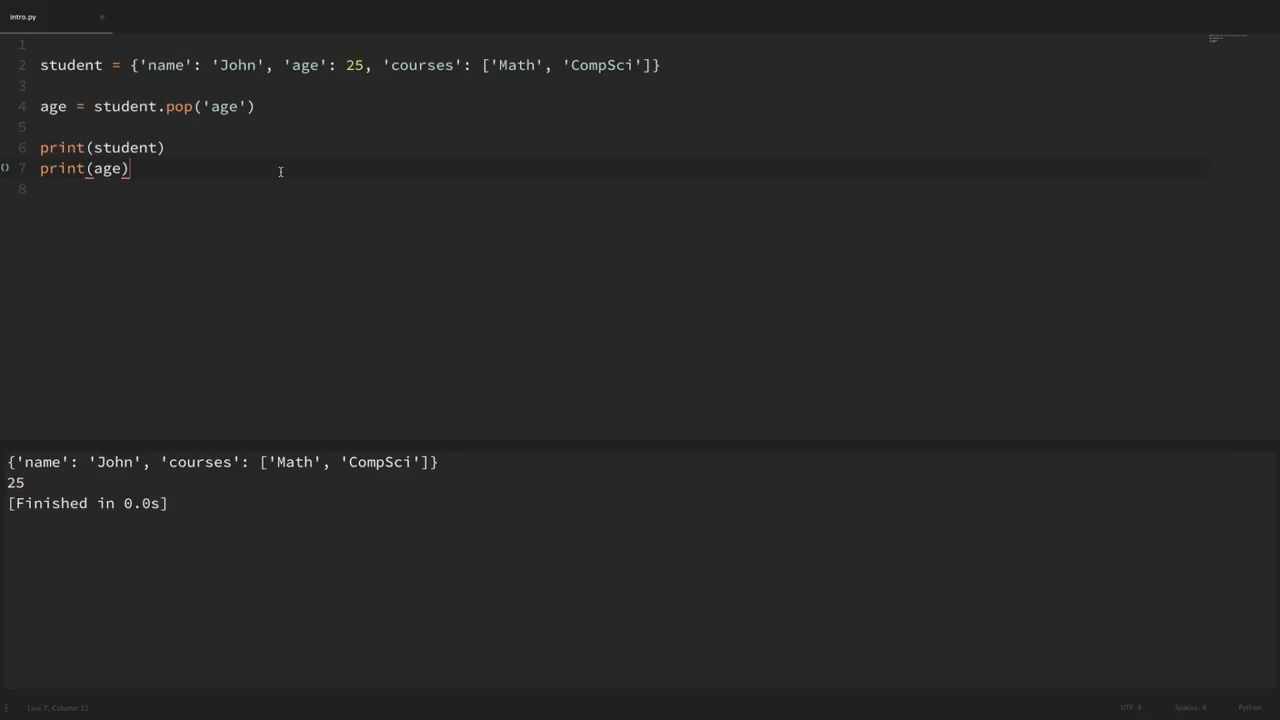 intro.py ×
1
2 student = {'name': 'John', 'age': 25, 'courses': ['Math', 'CompSci']}
3
4 age = student.pop('age')
5
6 print(student)
7 print(age)
8
{'name': 'John', 'courses': ['Math', 'CompSci']}
25
[Finished in 0.0s]
Line 7, Column 11 UTF-8 Spaces: 4 Python